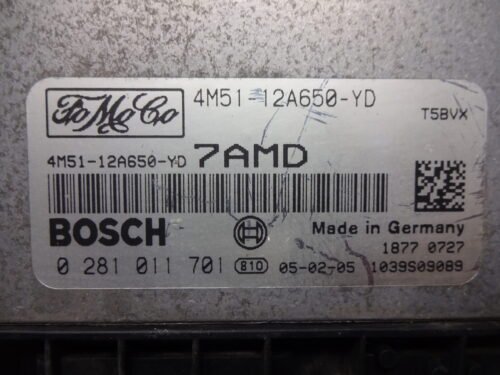 FoMoCo 4M51-12A650-YD T5BVX
4M51-12A650-YD 7AMD
BOSCH Made in Germany
1877 0727
0 281 011 701 B10 05-02-05 1039S09089